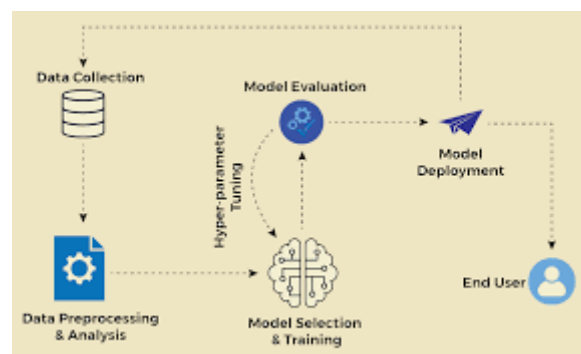 Data Collection
Model Evaluation
Hyper-parameter
Tuning
Model
Deployment
End User
Data Preprocessing
& Analysis
Model Selection
& Training